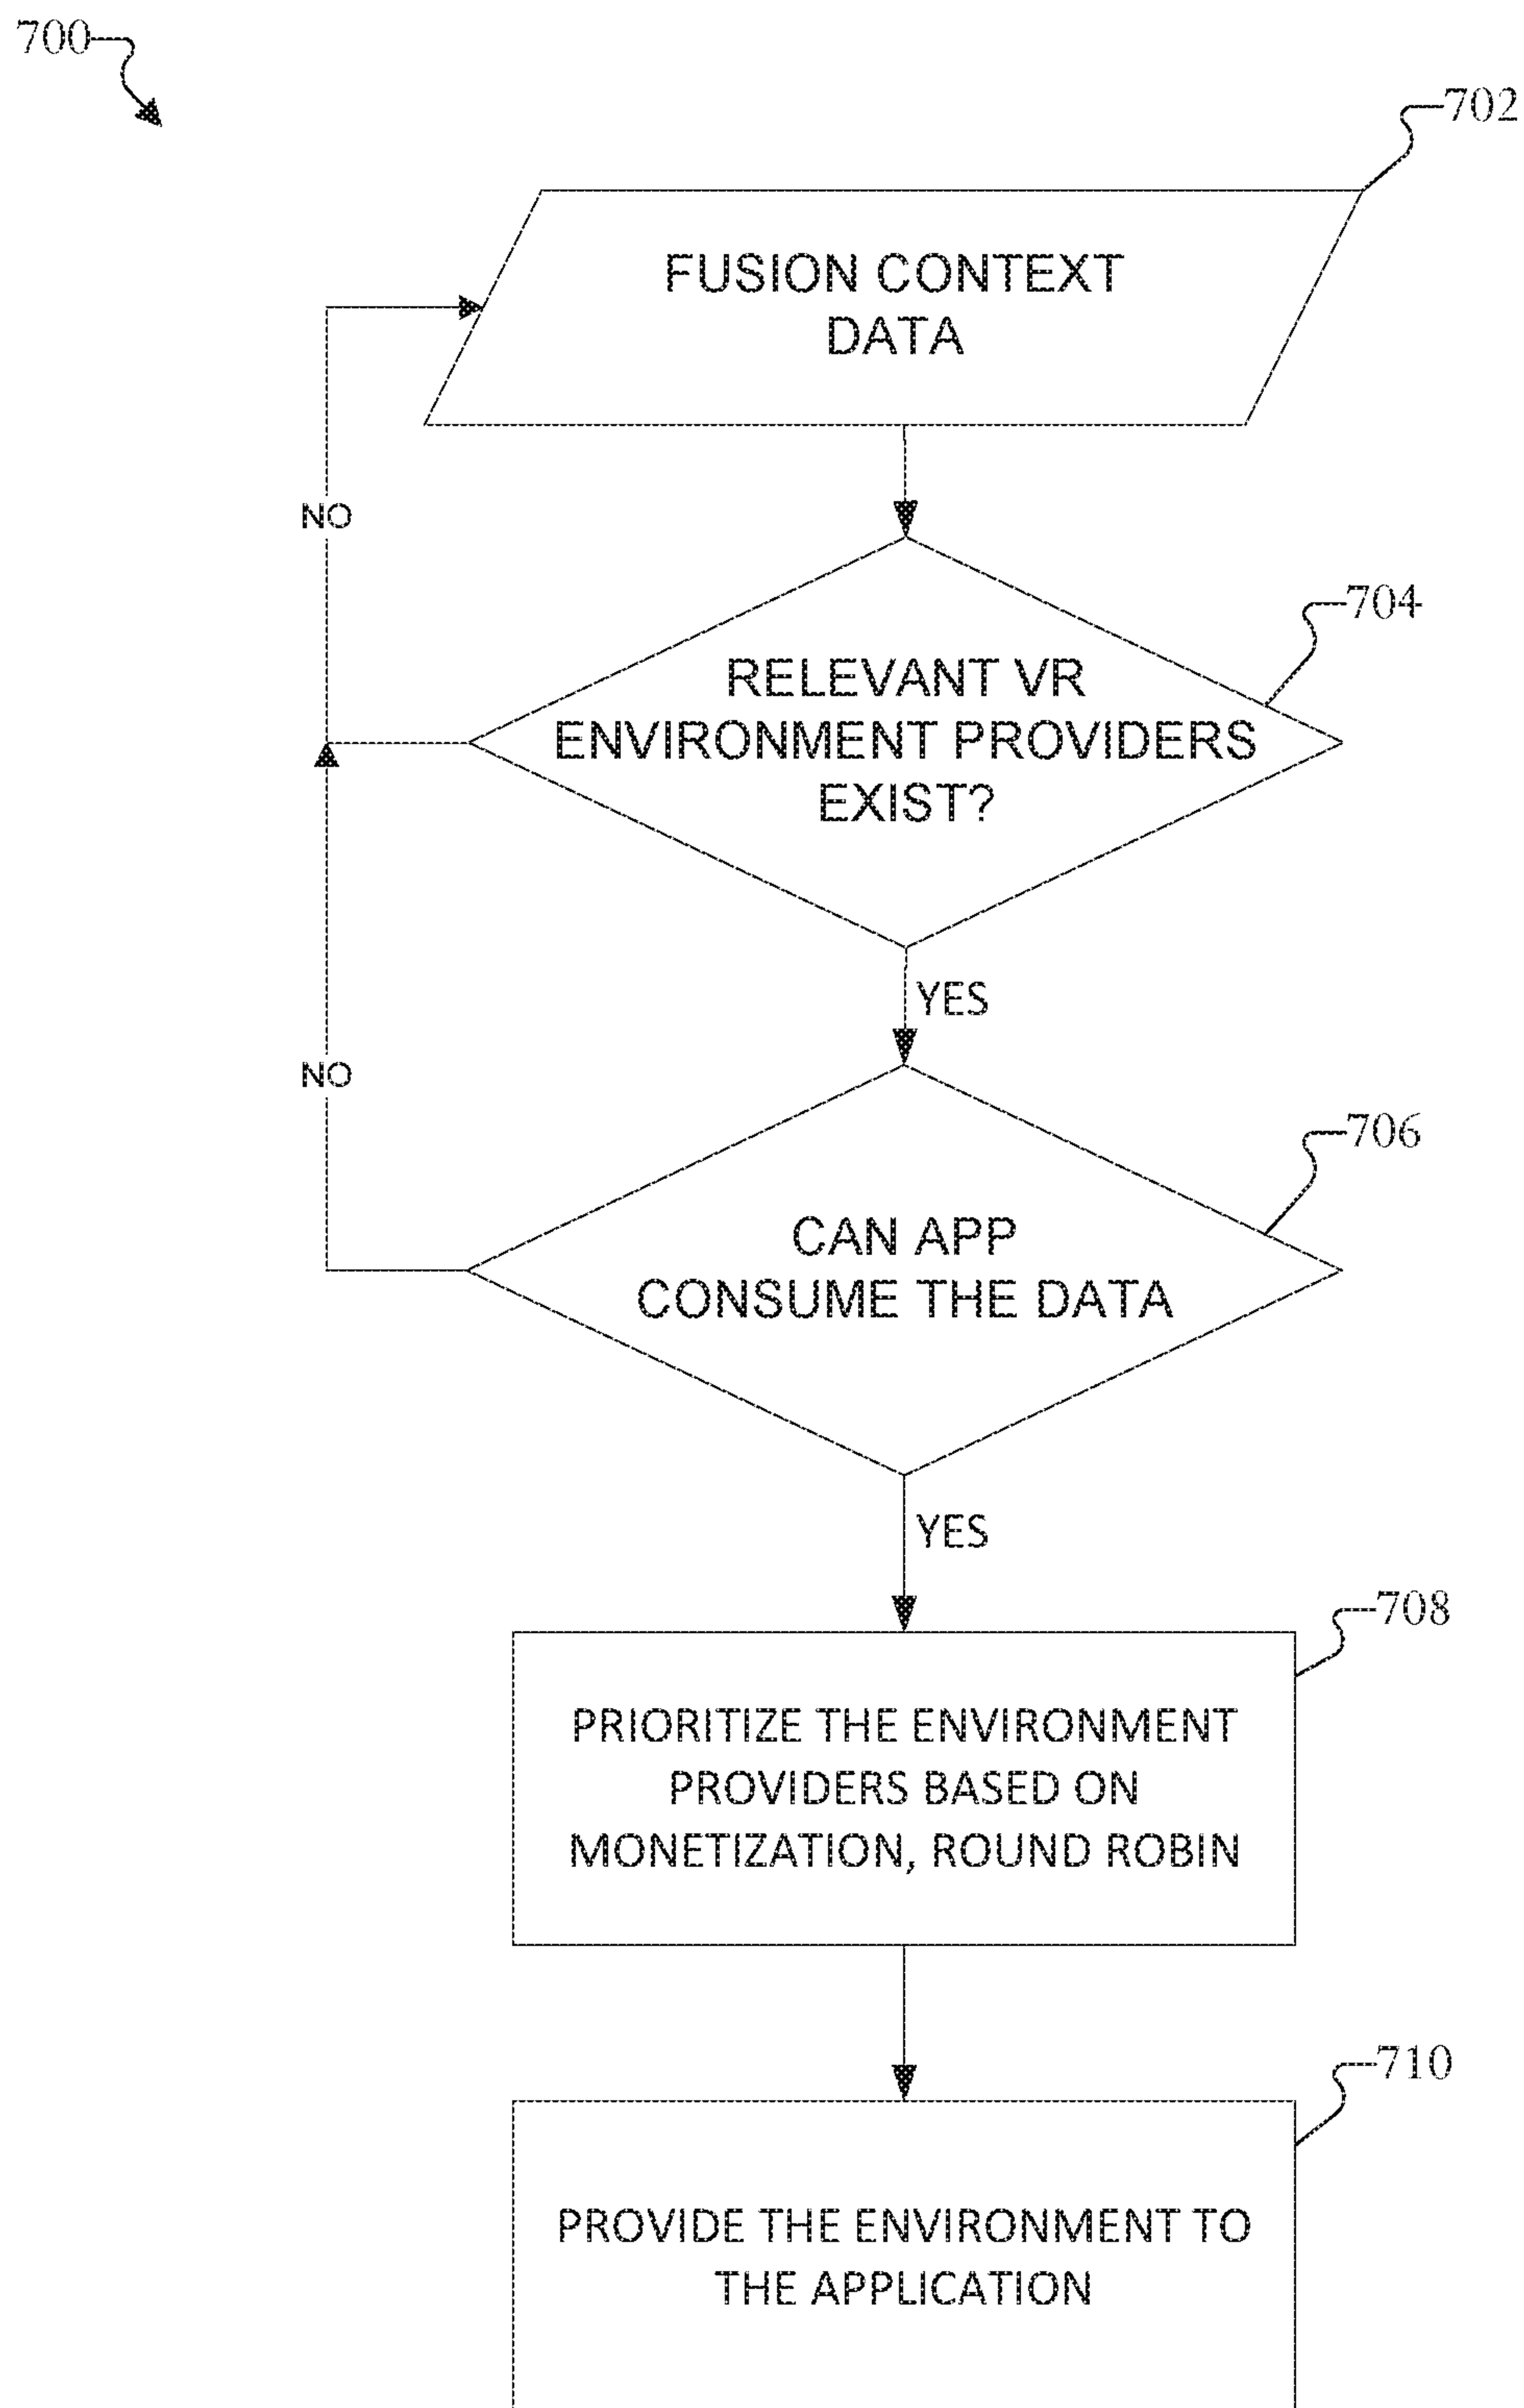 700
702
FUSION CONTEXT
DATA
NO
704
RELEVANT VR
ENVIRONMENT PROVIDERS
EXIST?
YES
NO
706
CAN APP
CONSUME THE DATA
YES
708
PRIORITIZE THE ENVIRONMENT
PROVIDERS BASED ON
MONETIZATION, ROUND ROBIN
710
PROVIDE THE ENVIRONMENT TO
THE APPLICATION